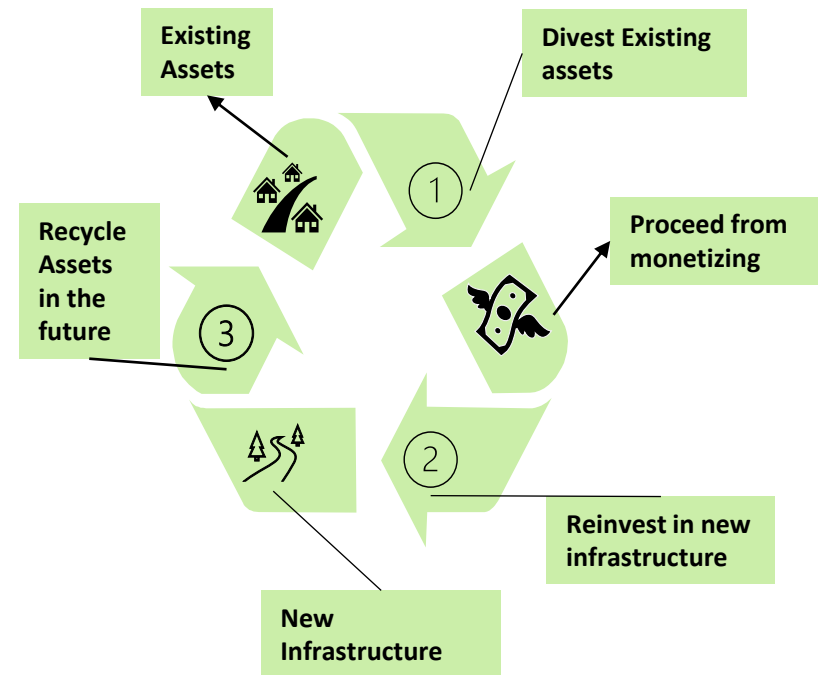 Existing
Assets
Divest Existing
assets
1
Proceed from
monetizing
Recycle
Assets
in the
future
3
2
Reinvest in new
infrastructure
New
Infrastructure